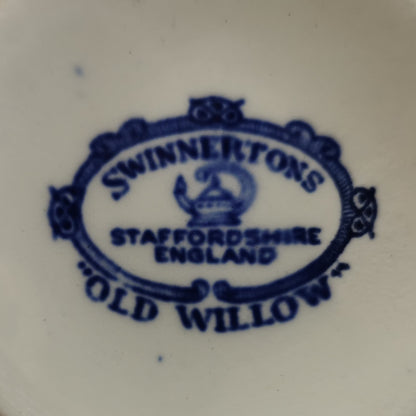 SWINNERTONS
STAFFORDSHIRE
ENGLAND
"OLD WILLOW"